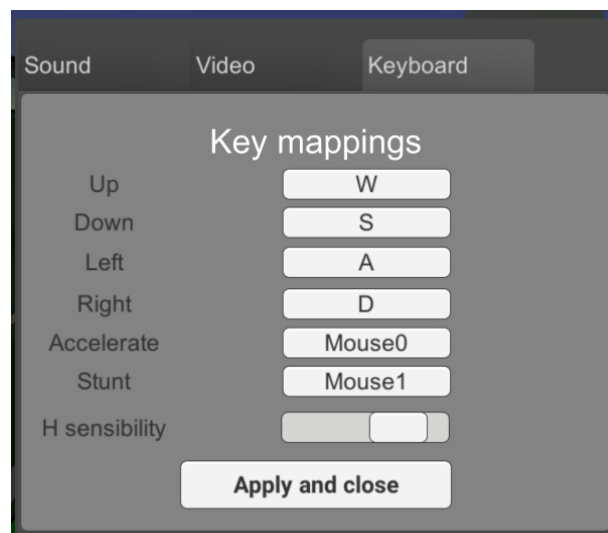 Sound Video Keyboard
Key mappings
Up W
Down S
Left A
Right D
Accelerate Mouse0
Stunt Mouse1
H sensibility
Apply and close